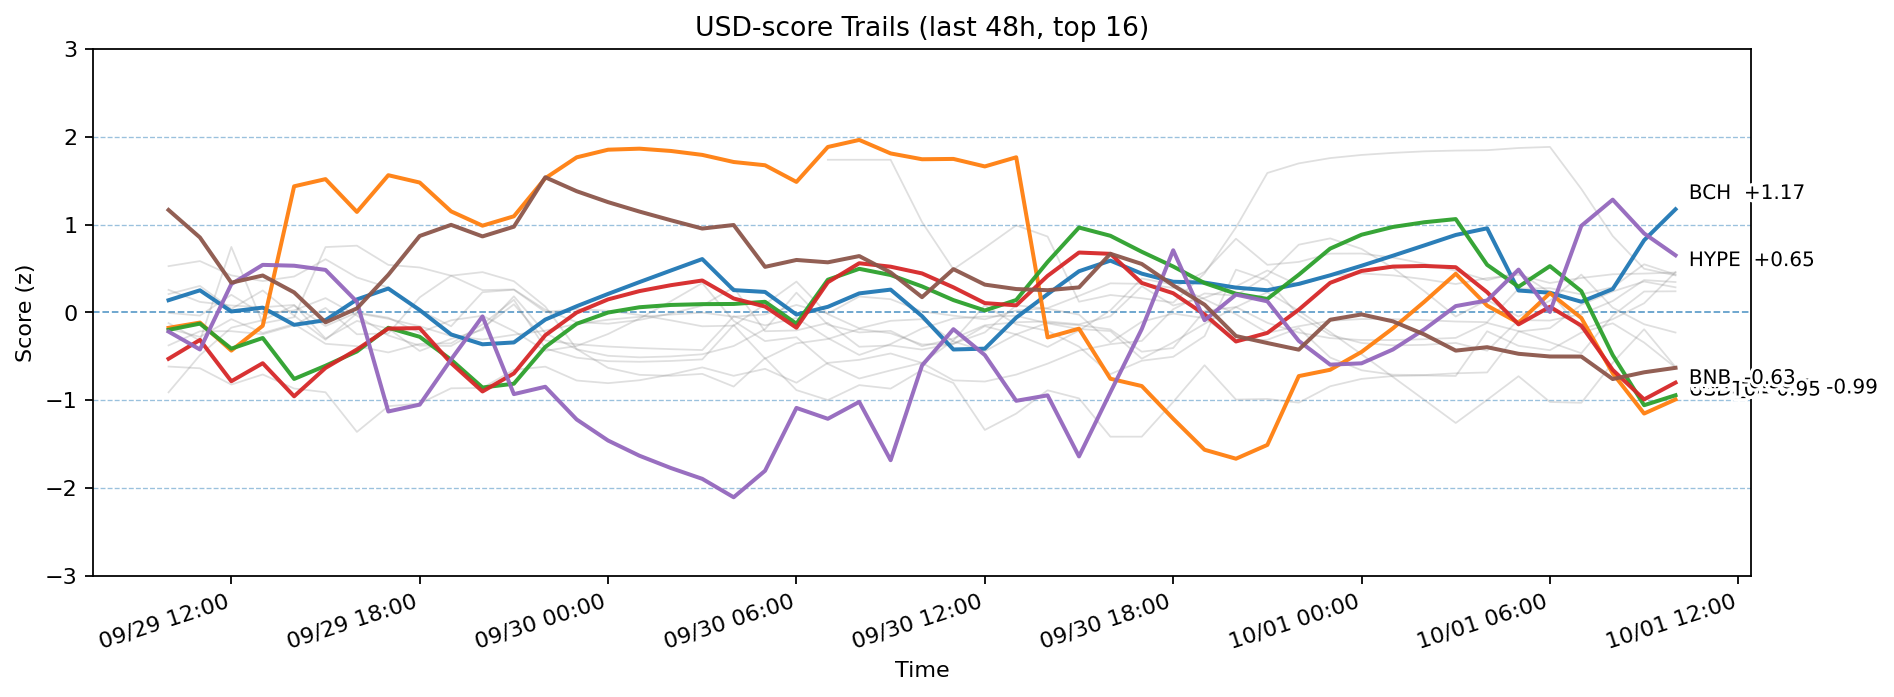 USD-score Trails (last 48h, top 16)
Score (z)
3
2
1
0
−1
−2
−3
BCH +1.17
HYPE +0.65
BNB -0.63
-0.95 -0.99
09/29 12:00
09/29 18:00
09/30 00:00
09/30 06:00
09/30 12:00
09/30 18:00
10/01 00:00
10/01 06:00
10/01 12:00
Time